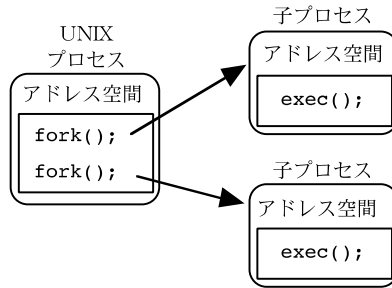 UNIX
プロセス
アドレス空間
fork();
fork();
子プロセス
アドレス空間
exec();
子プロセス
アドレス空間
exec();